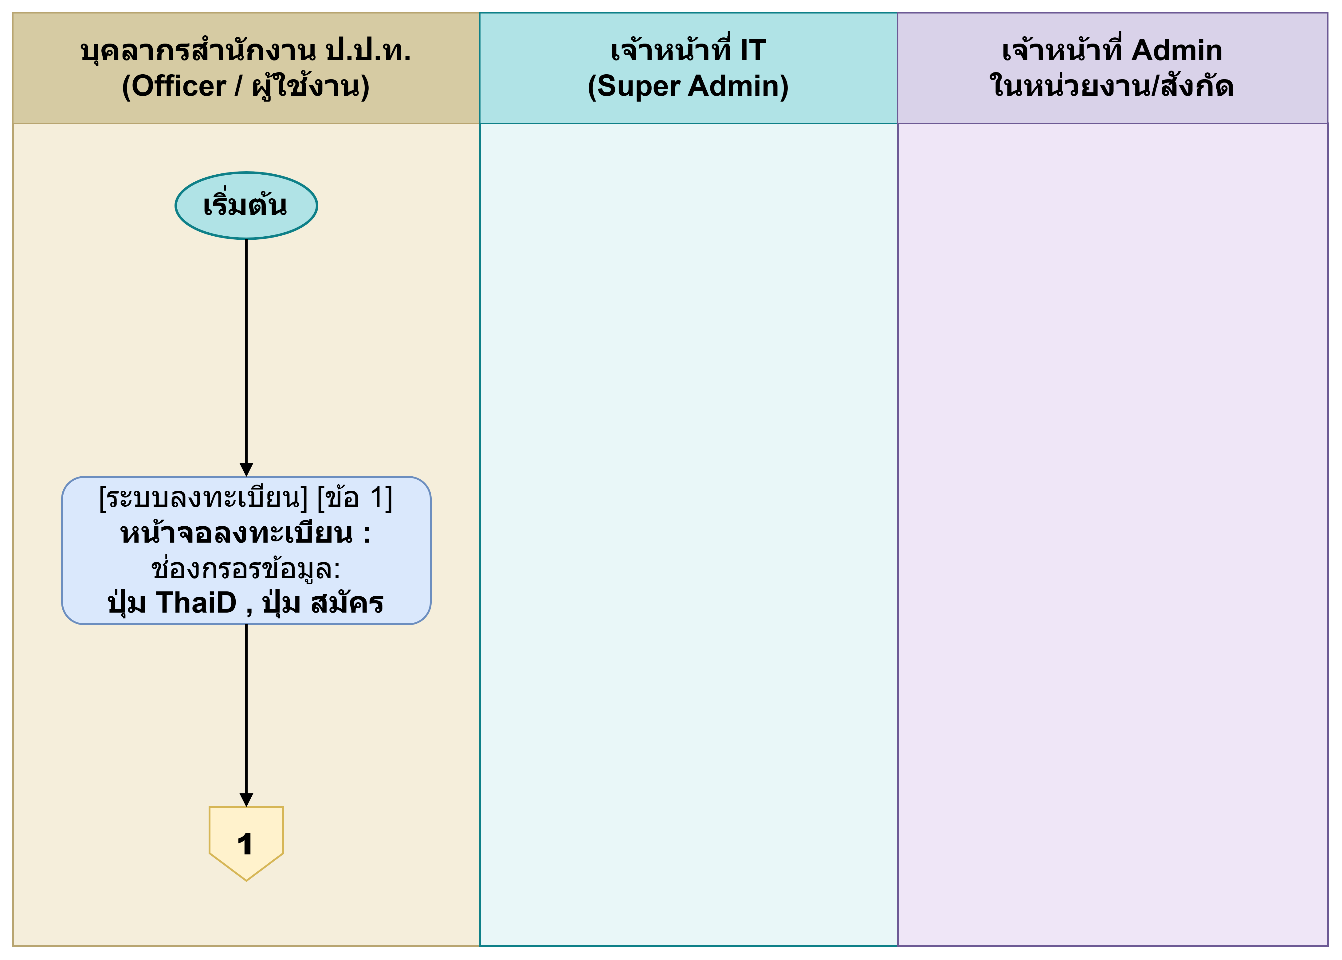 บุคลากรสำนักงาน ป.ป.ท.
(Officer / ผู้ใช้งาน)
เจ้าหน้าที่ IT
(Super Admin)
เจ้าหน้าที่ Admin
ในหน่วยงาน/สังกัด
เริ่มต้น
[ระบบลงทะเบียน] [ข้อ 1]
หน้าจอลงทะเบียน :
ช่องกรอรข้อมูล:
ปุ่ม ThaiD , ปุ่ม สมัคร
1